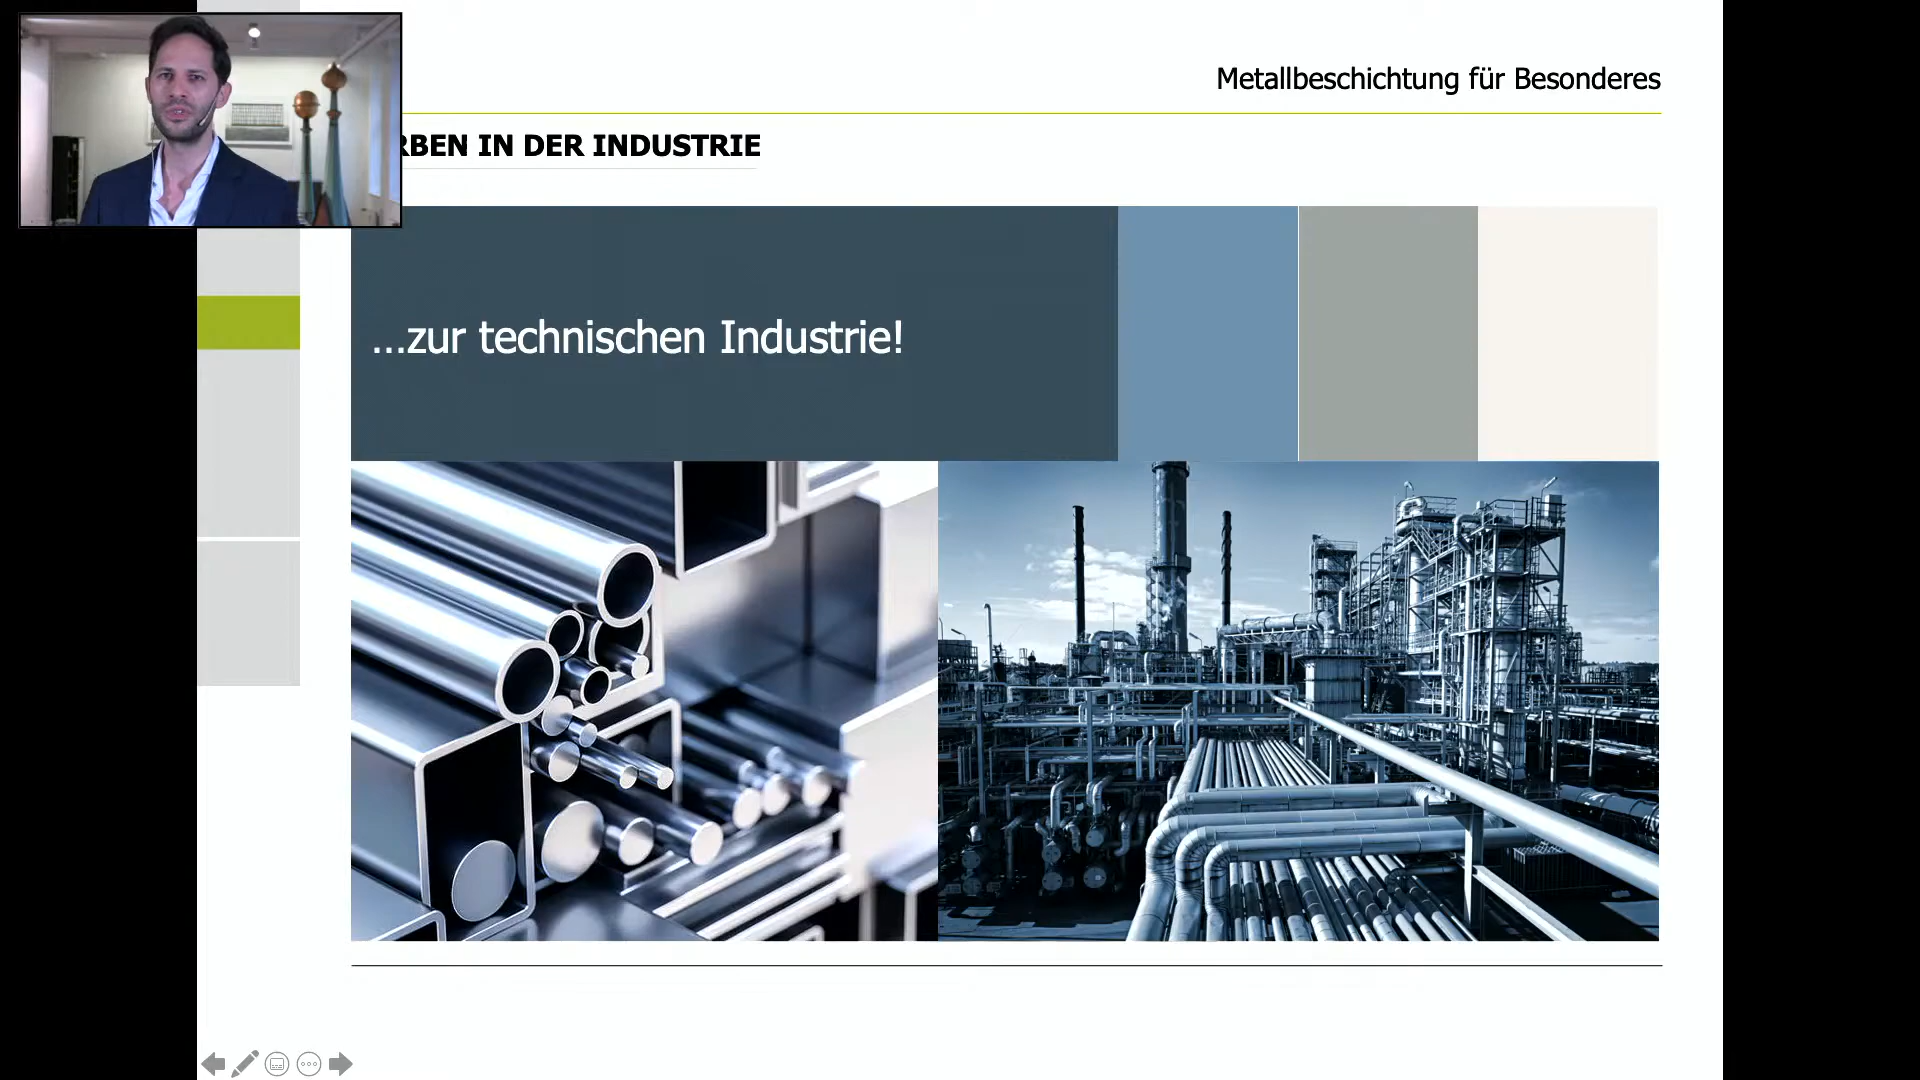 Metallbeschichtung für Besonderes
RBEN IN DER INDUSTRIE
...zur technischen Industrie!